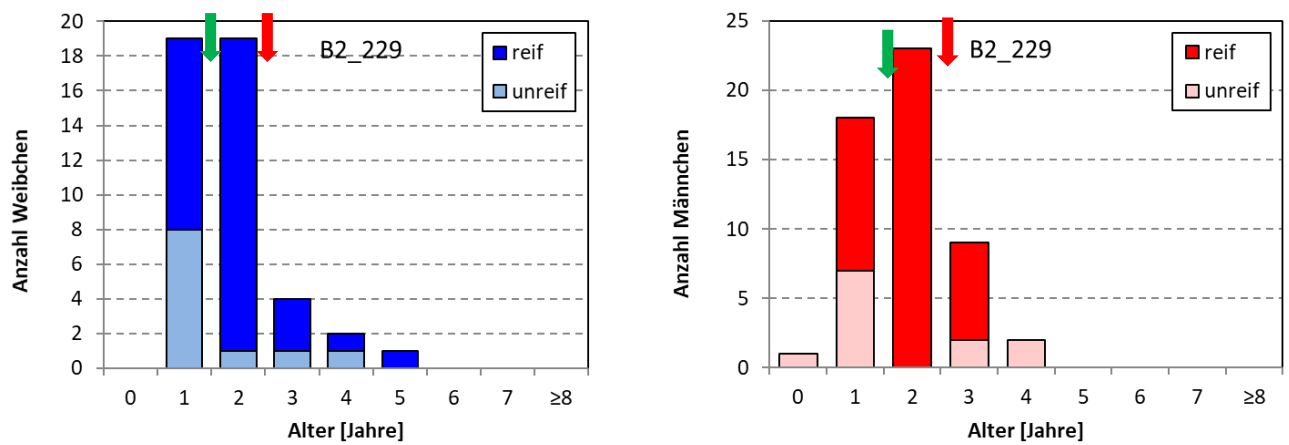 20
18
16
14
12
10
8
6
4
2
0
Anzahl Weibchen
B2_229
reif
unreif
0 1 2 3 4 5 6 7 ≥8
Alter [Jahre]
25
20
15
10
5
0
Anzahl Männchen
B2_229
reif
unreif
0 1 2 3 4 5 6 7 ≥8
Alter [Jahre]